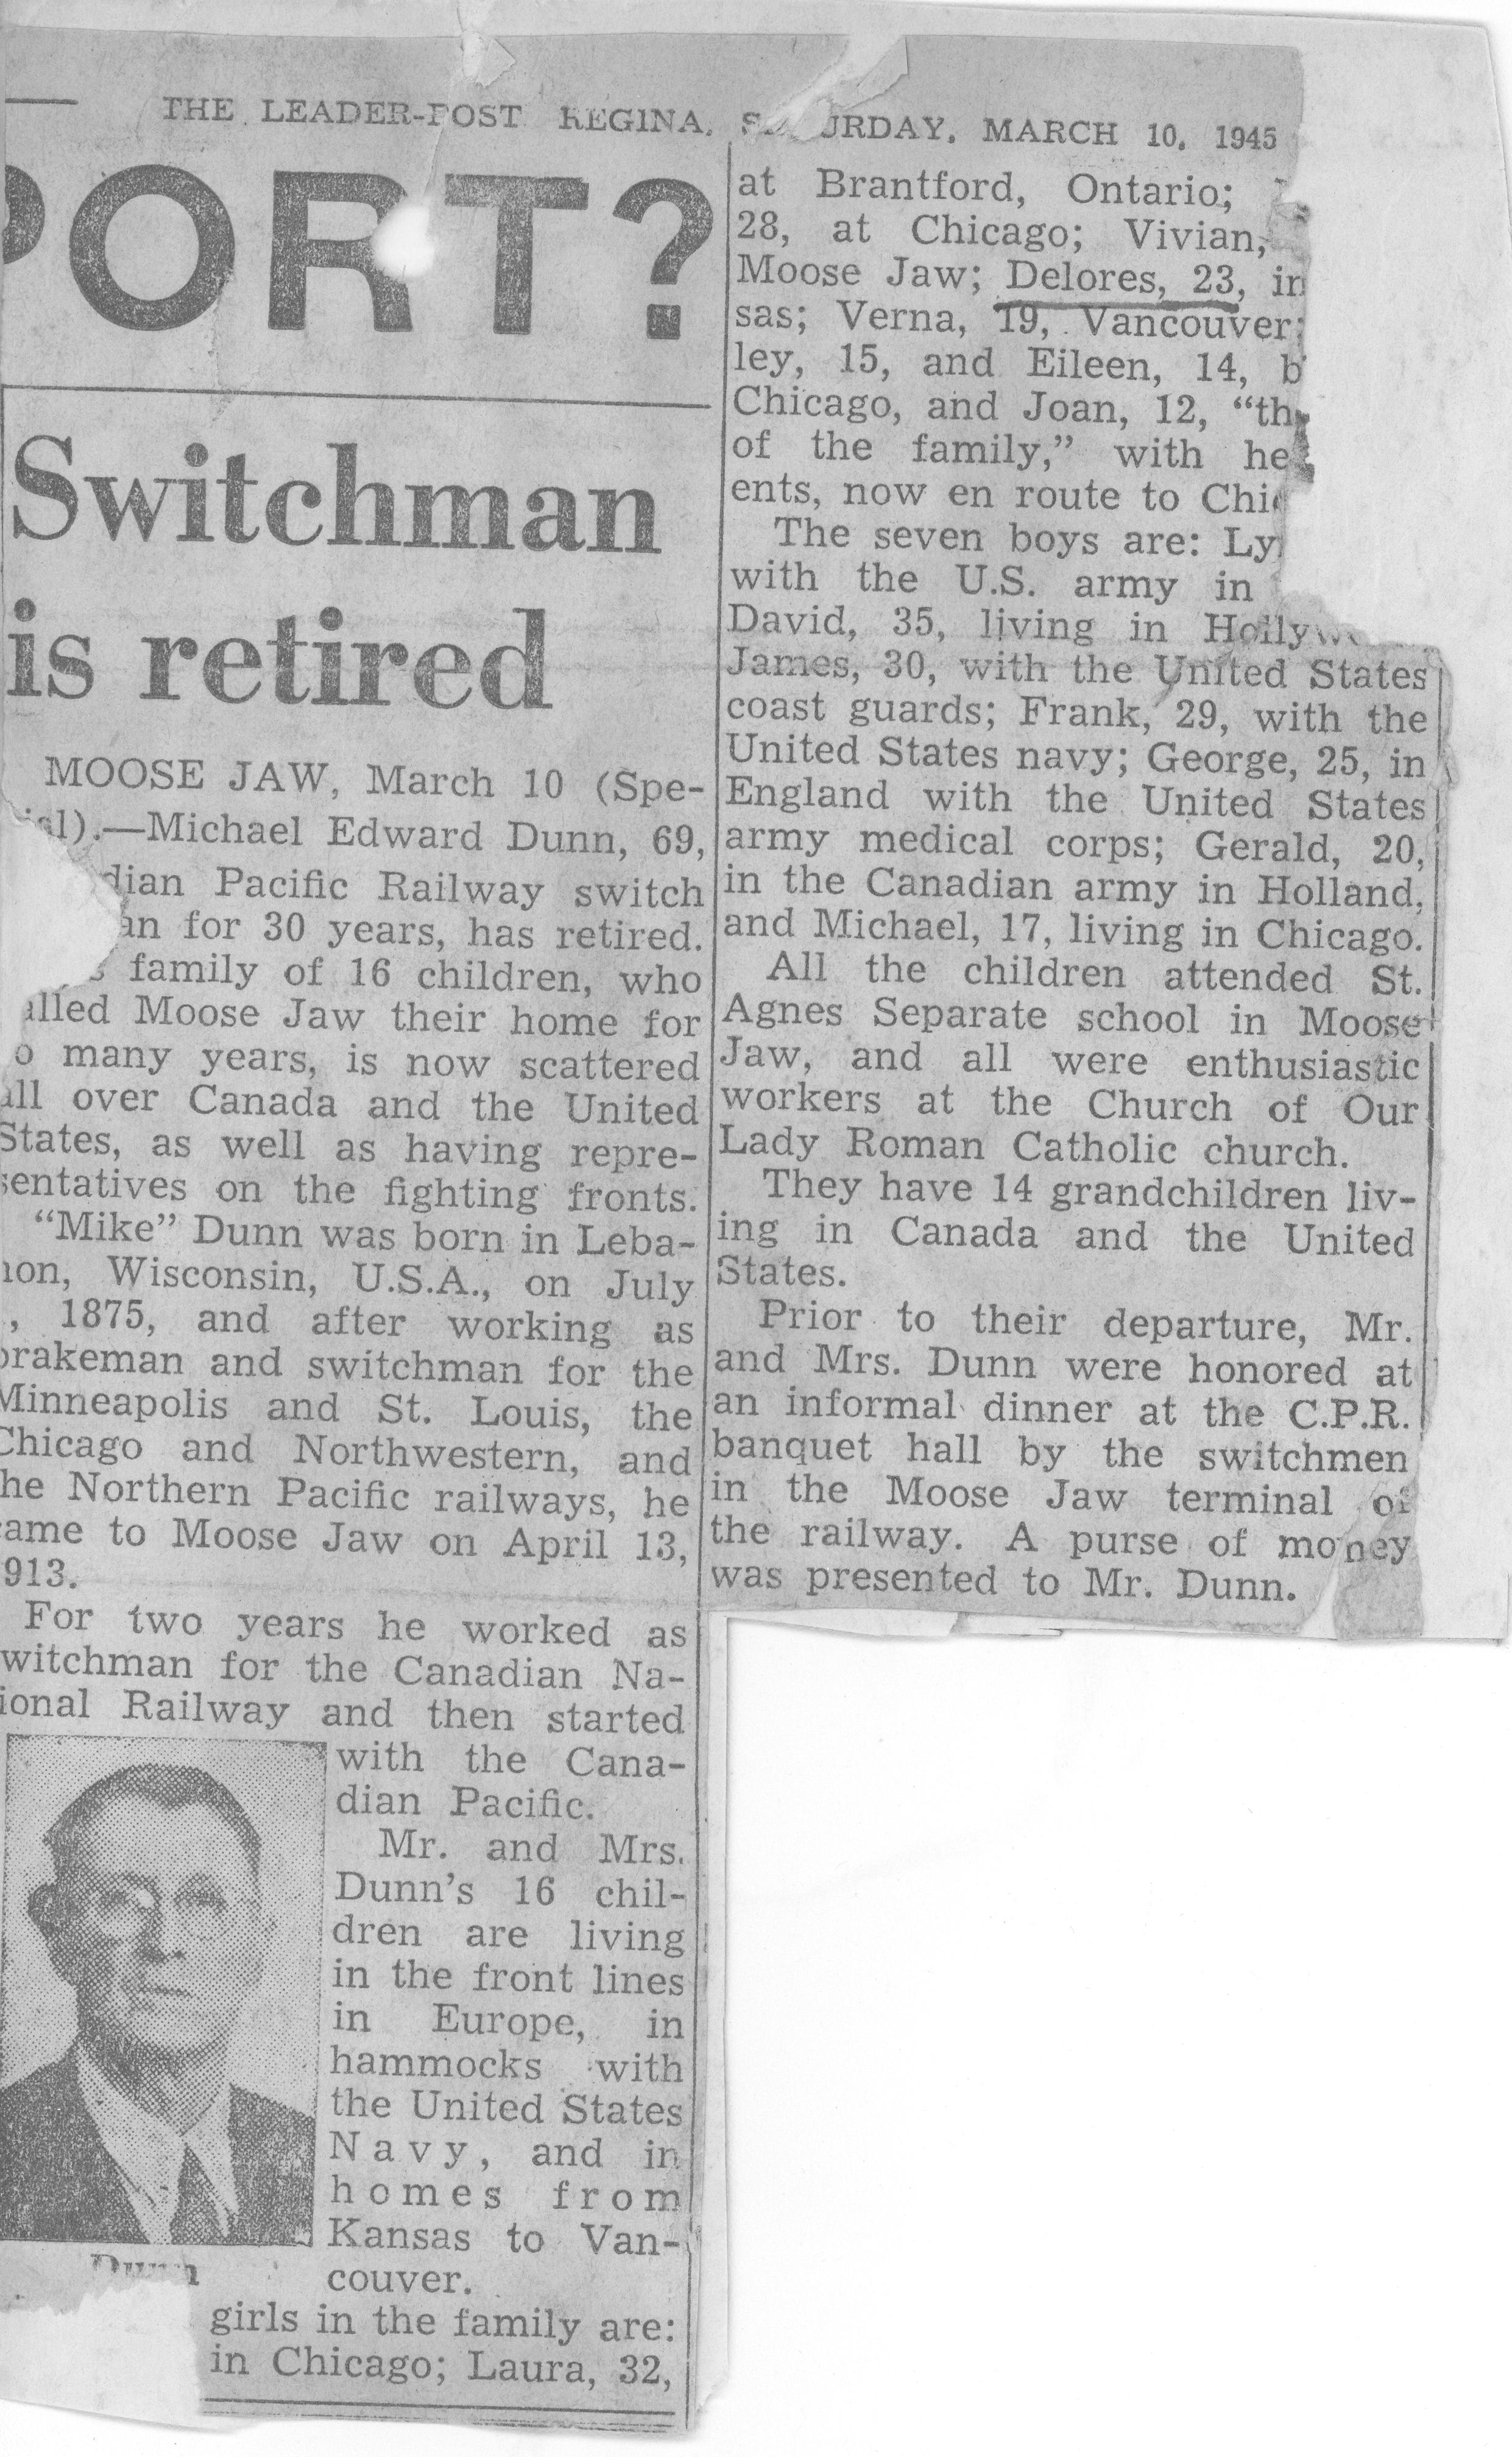 THE LEADER-POST REGINA, MARCH 10, 1945
PORT?
Switchman
is retired
MOOSE JAW, March 10 (Spe-
ial).—Michael Edward Dunn, 69,
dian Pacific Railway switch
an for 30 years, has retired.
family of 16 children, who
alled Moose Jaw their home for
o many years, is now scattered
all over Canada and the United
States, as well as having repre-
sentatives on the fighting fronts.
“Mike” Dunn was born in Leba-
non, Wisconsin, U.S.A., on July
, 1875, and after working as
brakeman and switchman for the
Minneapolis and St. Louis, the
Chicago and Northwestern, and
he Northern Pacific railways, he
came to Moose Jaw on April 13,
913.
For two years he worked as
witchman for the Canadian Na-
ional Railway and then started
with the Cana-
dian Pacific.
Mr. and Mrs.
Dunn’s 16 chil-
dren are living
in the front lines
in Europe, in
hammocks with
the United States
Navy, and in
homes from
Kansas to Van-
couver.
Dunn
girls in the family are:
in Chicago; Laura, 32,
at Brantford, Ontario;
28, at Chicago; Vivian,
Moose Jaw; Delores, 23, in
sas; Verna, 19, Vancouver;
ley, 15, and Eileen, 14, b
Chicago, and Joan, 12, “th
of the family,” with he
ents, now en route to Chic
The seven boys are: Ly
with the U.S. army in
David, 35, living in Hollyw
James, 30, with the United States
coast guards; Frank, 29, with the
United States navy; George, 25, in
England with the United States
army medical corps; Gerald, 20,
in the Canadian army in Holland,
and Michael, 17, living in Chicago.
All the children attended St.
Agnes Separate school in Moose
Jaw, and all were enthusiastic
workers at the Church of Our
Lady Roman Catholic church.
They have 14 grandchildren liv-
ing in Canada and the United
States.
Prior to their departure, Mr.
and Mrs. Dunn were honored at
an informal dinner at the C.P.R.
banquet hall by the switchmen
in the Moose Jaw terminal of
the railway. A purse of money
was presented to Mr. Dunn.